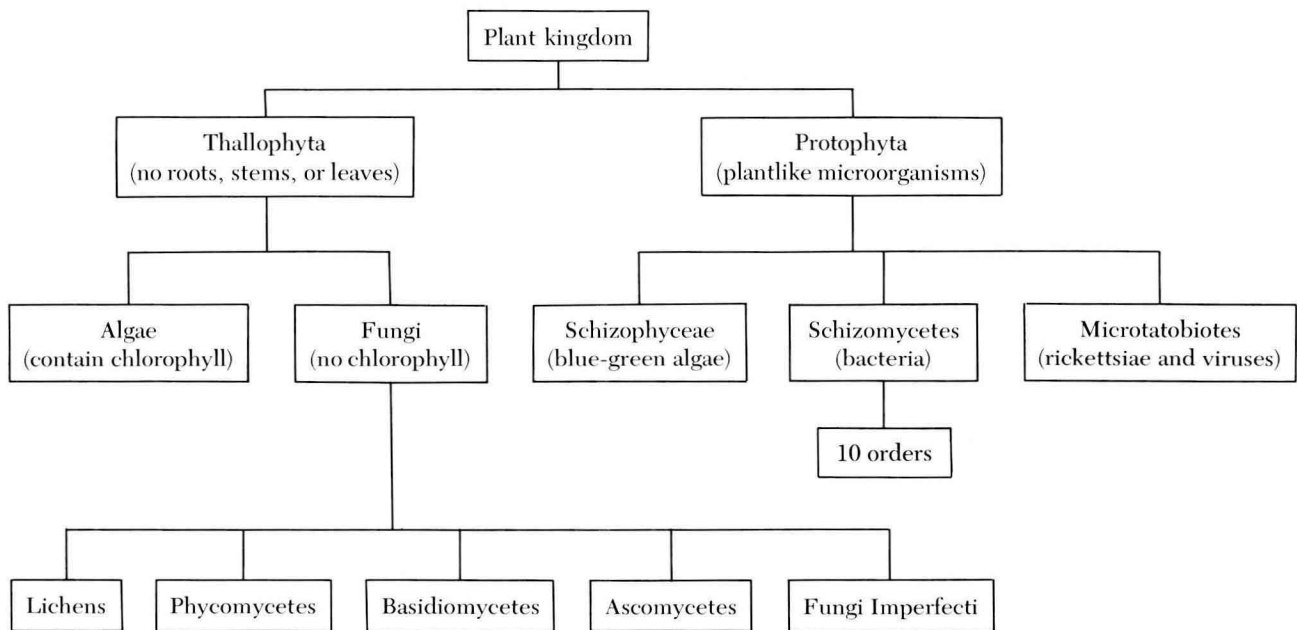 Plant kingdom
Thallophyta
(no roots, stems, or leaves)
Protophyta
(plantlike microorganisms)
Algae
(contain chlorophyll)
Fungi
(no chlorophyll)
Schizophyceae
(blue-green algae)
Schizomycetes
(bacteria)
Microtatobiotes
(rickettsiae and viruses)
10 orders
Lichens
Phycomycetes
Basidiomycetes
Ascomycetes
Fungi Imperfecti